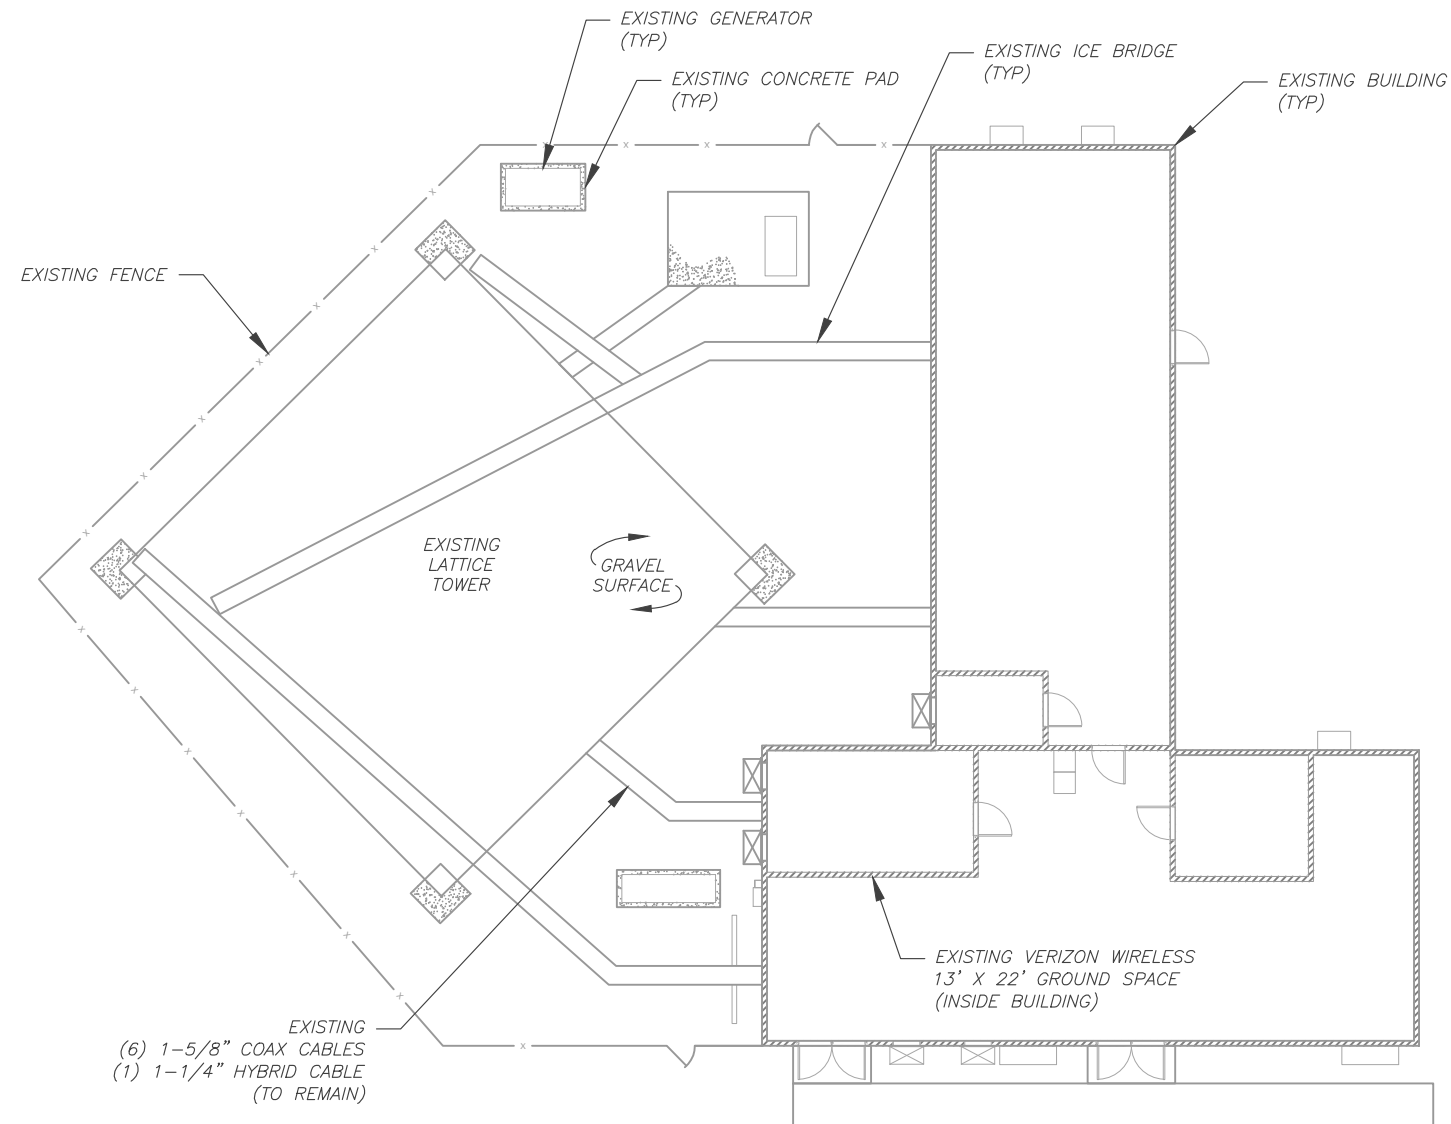 EXISTING GENERATOR
(TYP)
EXISTING ICE BRIDGE
(TYP)
EXISTING CONCRETE PAD
(TYP)
EXISTING BUILDING
(TYP)
EXISTING FENCE
EXISTING
LATTICE
TOWER
GRAVEL
SURFACE
EXISTING VERIZON WIRELESS
13' X 22' GROUND SPACE
(INSIDE BUILDING)
EXISTING
(6) 1-5/8" COAX CABLES
(1) 1-1/4" HYBRID CABLE
(TO REMAIN)